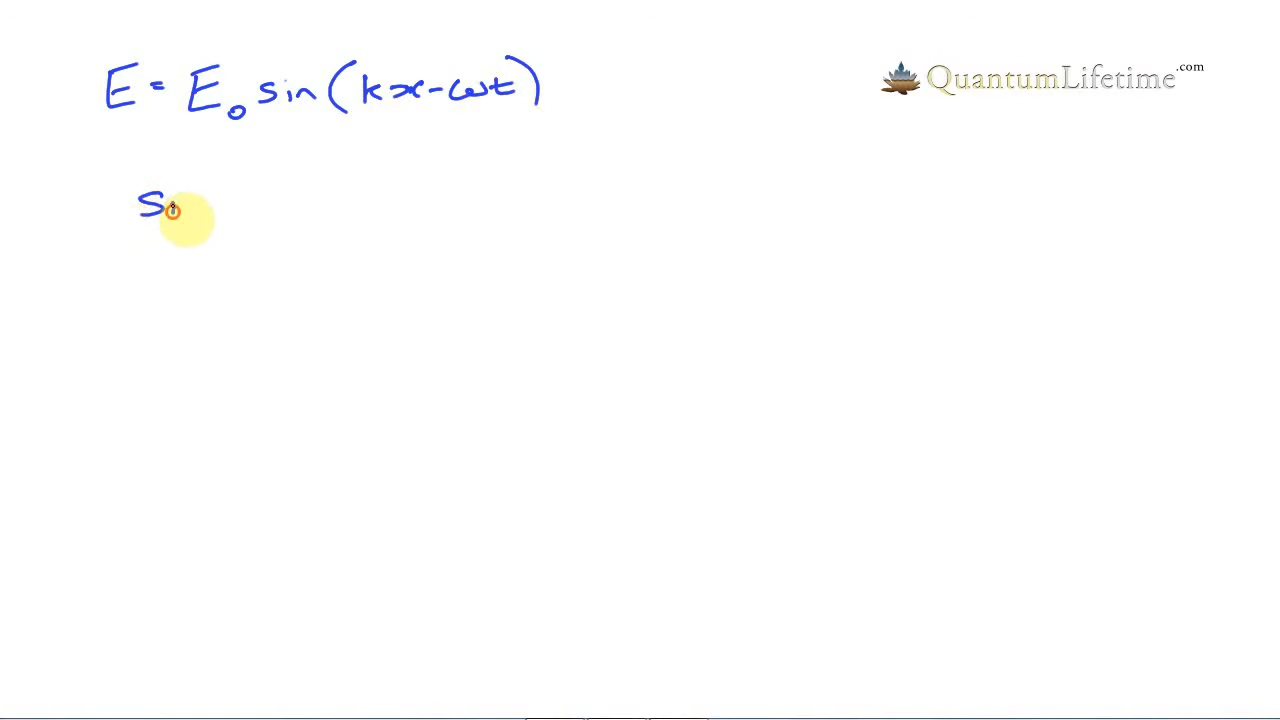 E = E₀ sin(kx-ωt)
QuantumLifetime.com
S